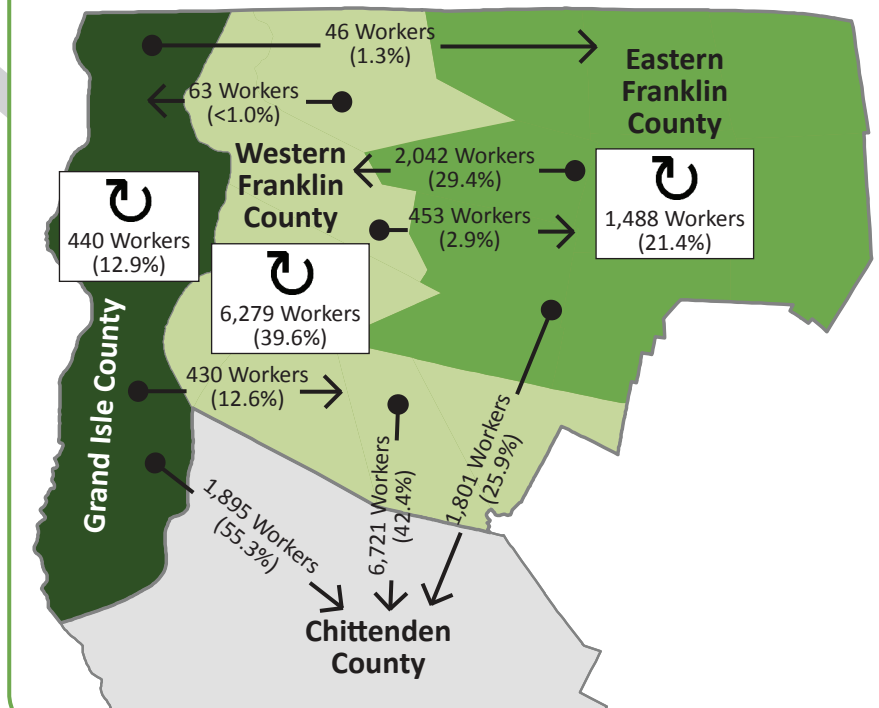 46 Workers
(1.3%)
Eastern
Franklin
County
63 Workers
(<1.0%)
Western
Franklin
County
2,042 Workers
(29.4%)
453 Workers
(2.9%)
1,488 Workers
(21.4%)
440 Workers
(12.9%)
6,279 Workers
(39.6%)
Grand Isle County
430 Workers
(12.6%)
1,895 Workers
(55.3%)
6,721 Workers
(42.4%)
1,801 Workers
(25.9%)
Chittenden
County